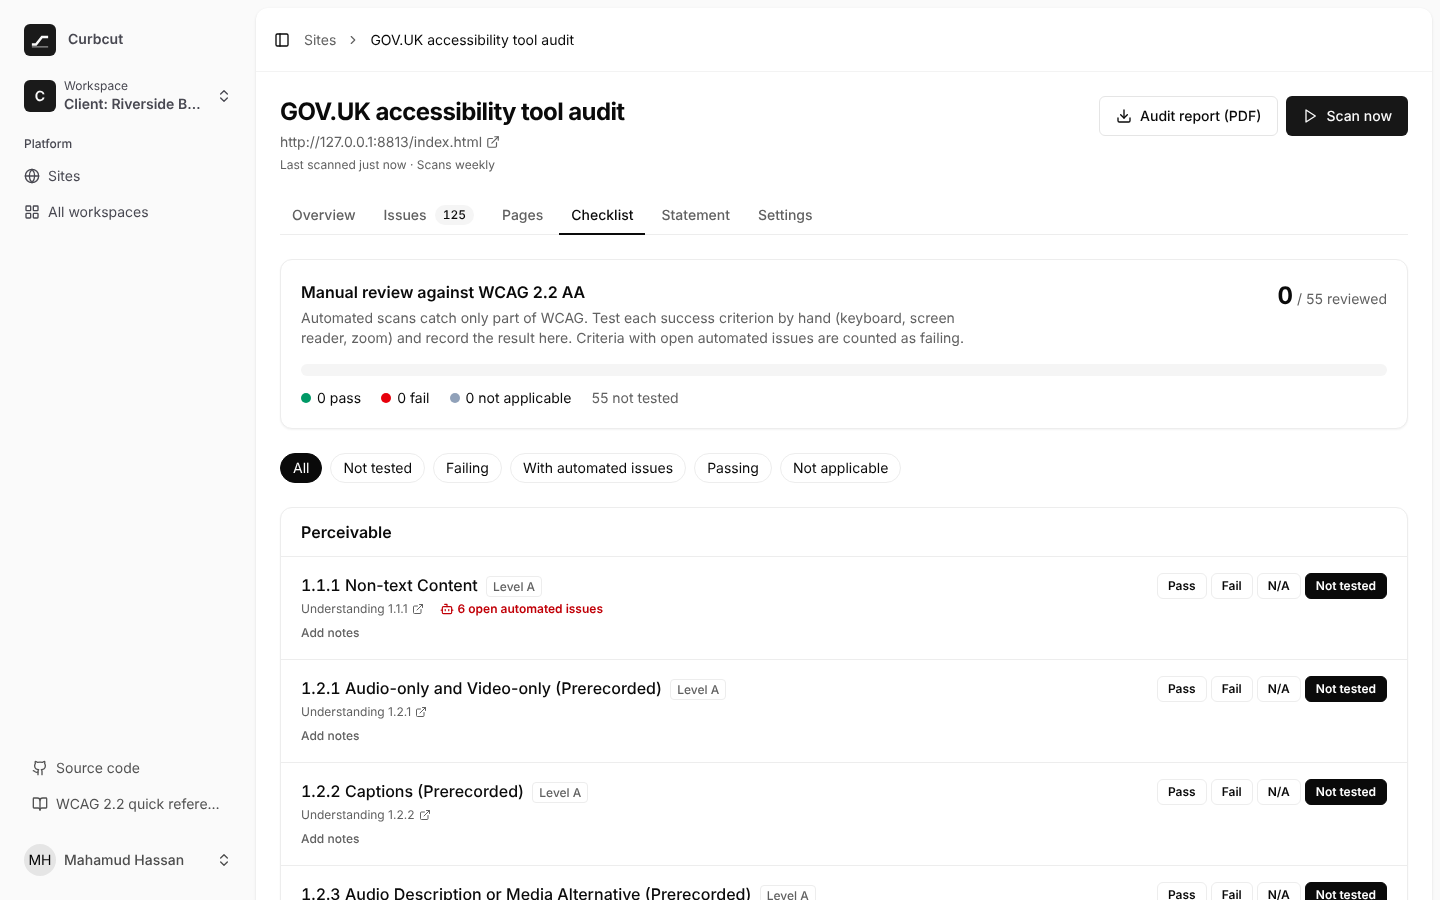 Curbcut
C
Workspace
Client: Riverside B...
Platform
Sites
All workspaces
Source code
WCAG 2.2 quick refere...
MH
Mahamud Hassan
Sites
GOV.UK accessibility tool audit
GOV.UK accessibility tool audit
http://127.0.0.1:8813/index.html
Last scanned just now · Scans weekly
Audit report (PDF)
Scan now
Overview
Issues 125
Pages
Checklist
Statement
Settings
Manual review against WCAG 2.2 AA
0 / 55 reviewed
Automated scans catch only part of WCAG. Test each success criterion by hand (keyboard, screen
reader, zoom) and record the result here. Criteria with open automated issues are counted as failing.
0 pass
0 fail
0 not applicable
55 not tested
All
Not tested
Failing
With automated issues
Passing
Not applicable
Perceivable
1.1.1 Non-text Content Level A
Pass Fail N/A Not tested
Understanding 1.1.1 6 open automated issues
Add notes
1.2.1 Audio-only and Video-only (Prerecorded) Level A
Pass Fail N/A Not tested
Understanding 1.2.1
Add notes
1.2.2 Captions (Prerecorded) Level A
Pass Fail N/A Not tested
Understanding 1.2.2
Add notes
1.2.3 Audio Description or Media Alternative (Prerecorded) Level A
Pass Fail N/A Not tested